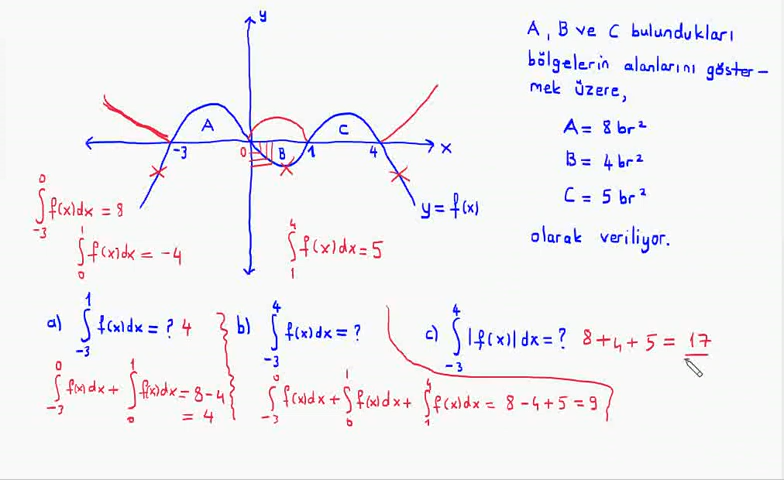 y
A
B
C
-3
0
1
4
x
y = f(x)
A, B ve C bulundukları
bölgelerin alanlarını göster-
mek üzere,
A = 8 br²
B = 4 br²
C = 5 br²
olarak veriliyor.
∫₋₃⁰ f(x)dx = 8
∫₀¹ f(x)dx = -4
∫₁⁴ f(x)dx = 5
a) ∫₋₃¹ f(x)dx = ? 4
∫₋₃⁰ f(x)dx + ∫₀¹ f(x)dx = 8-4
= 4
b) ∫₋₃⁴ f(x)dx = ?
∫₋₃⁰ f(x)dx + ∫₀¹ f(x)dx + ∫₁⁴ f(x)dx = 8-4+5 = 9
c) ∫₋₃⁴ |f(x)|dx = ? 8+4+5 = 17